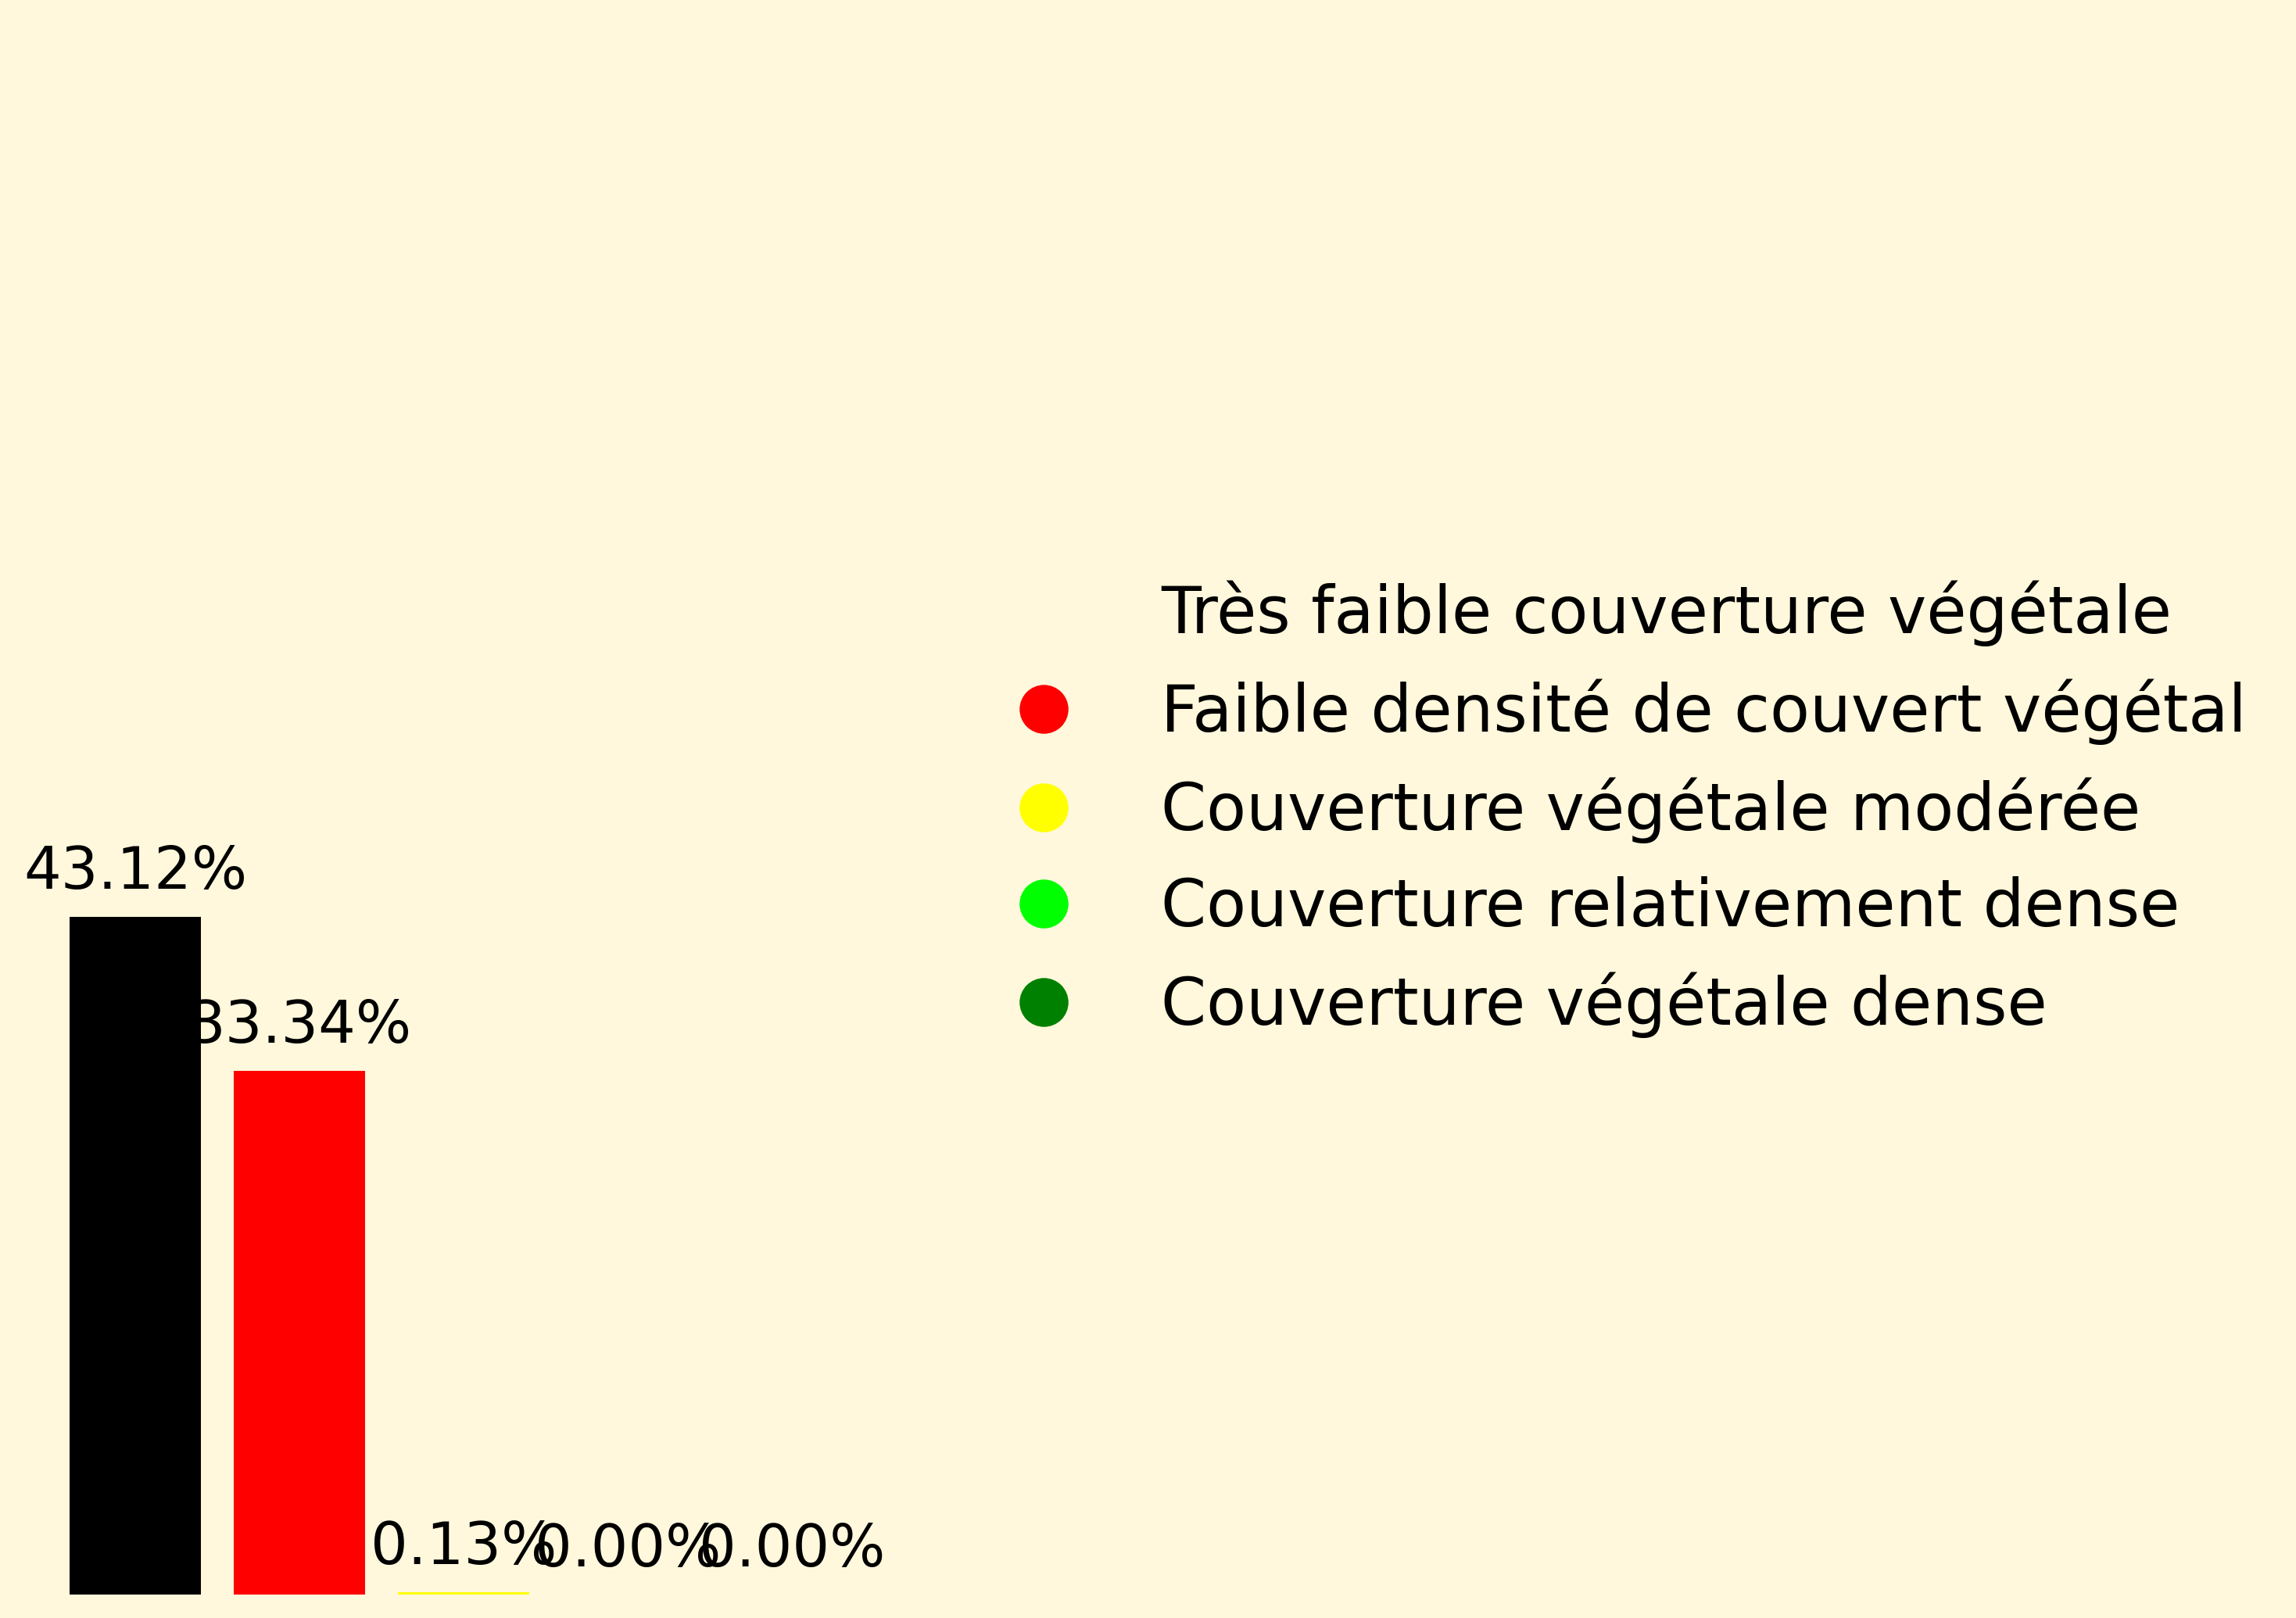 Très faible couverture végétale
Faible densité de couvert végétal
Couverture végétale modérée
Couverture relativement dense
Couverture végétale dense
43.12%
33.34%
0.13%
0.00%
0.00%